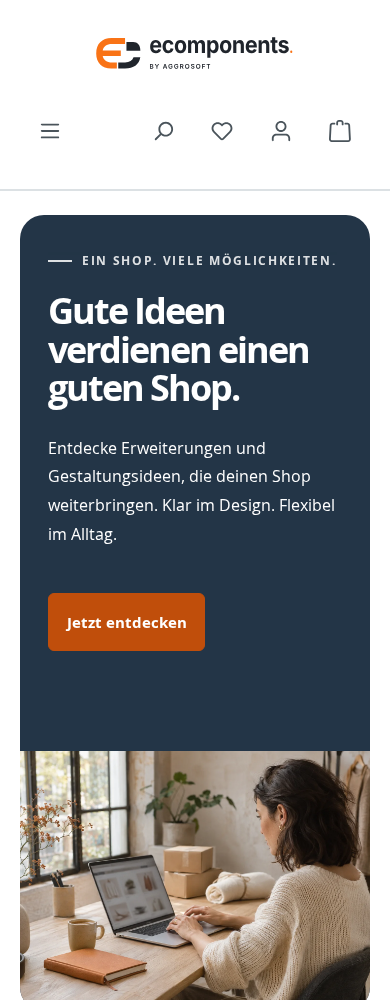 ecomponents.
BY AGGROSOFT
EIN SHOP. VIELE MÖGLICHKEITEN.
Gute Ideen
verdienen einen
guten Shop.
Entdecke Erweiterungen und
Gestaltungsideen, die deinen Shop
weiterbringen. Klar im Design. Flexibel
im Alltag.
Jetzt entdecken